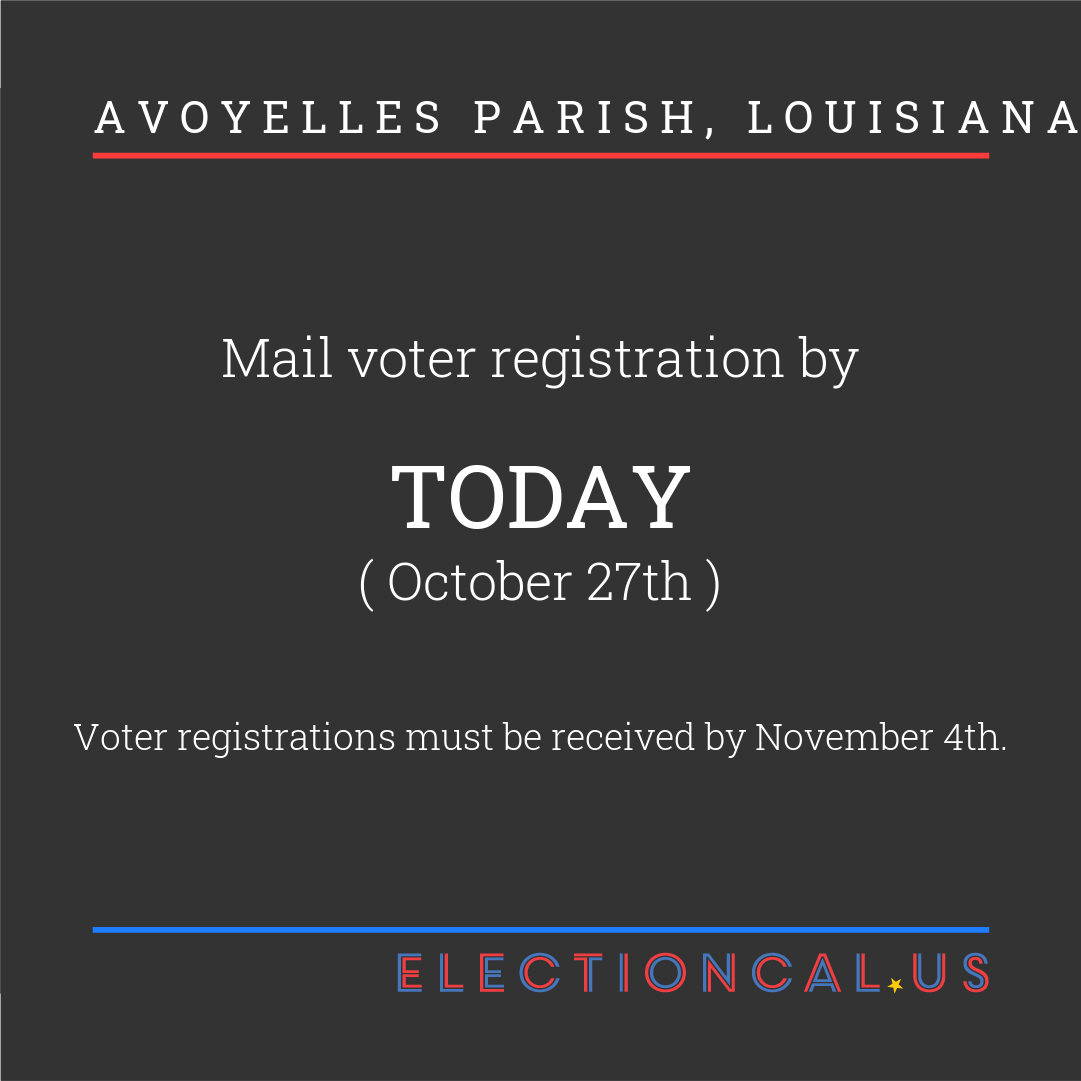 AVOYELLES PARISH, LOUISIANA
Mail voter registration by
TODAY
( October 27th )
Voter registrations must be received by November 4th.
ELECTIONCAL.US